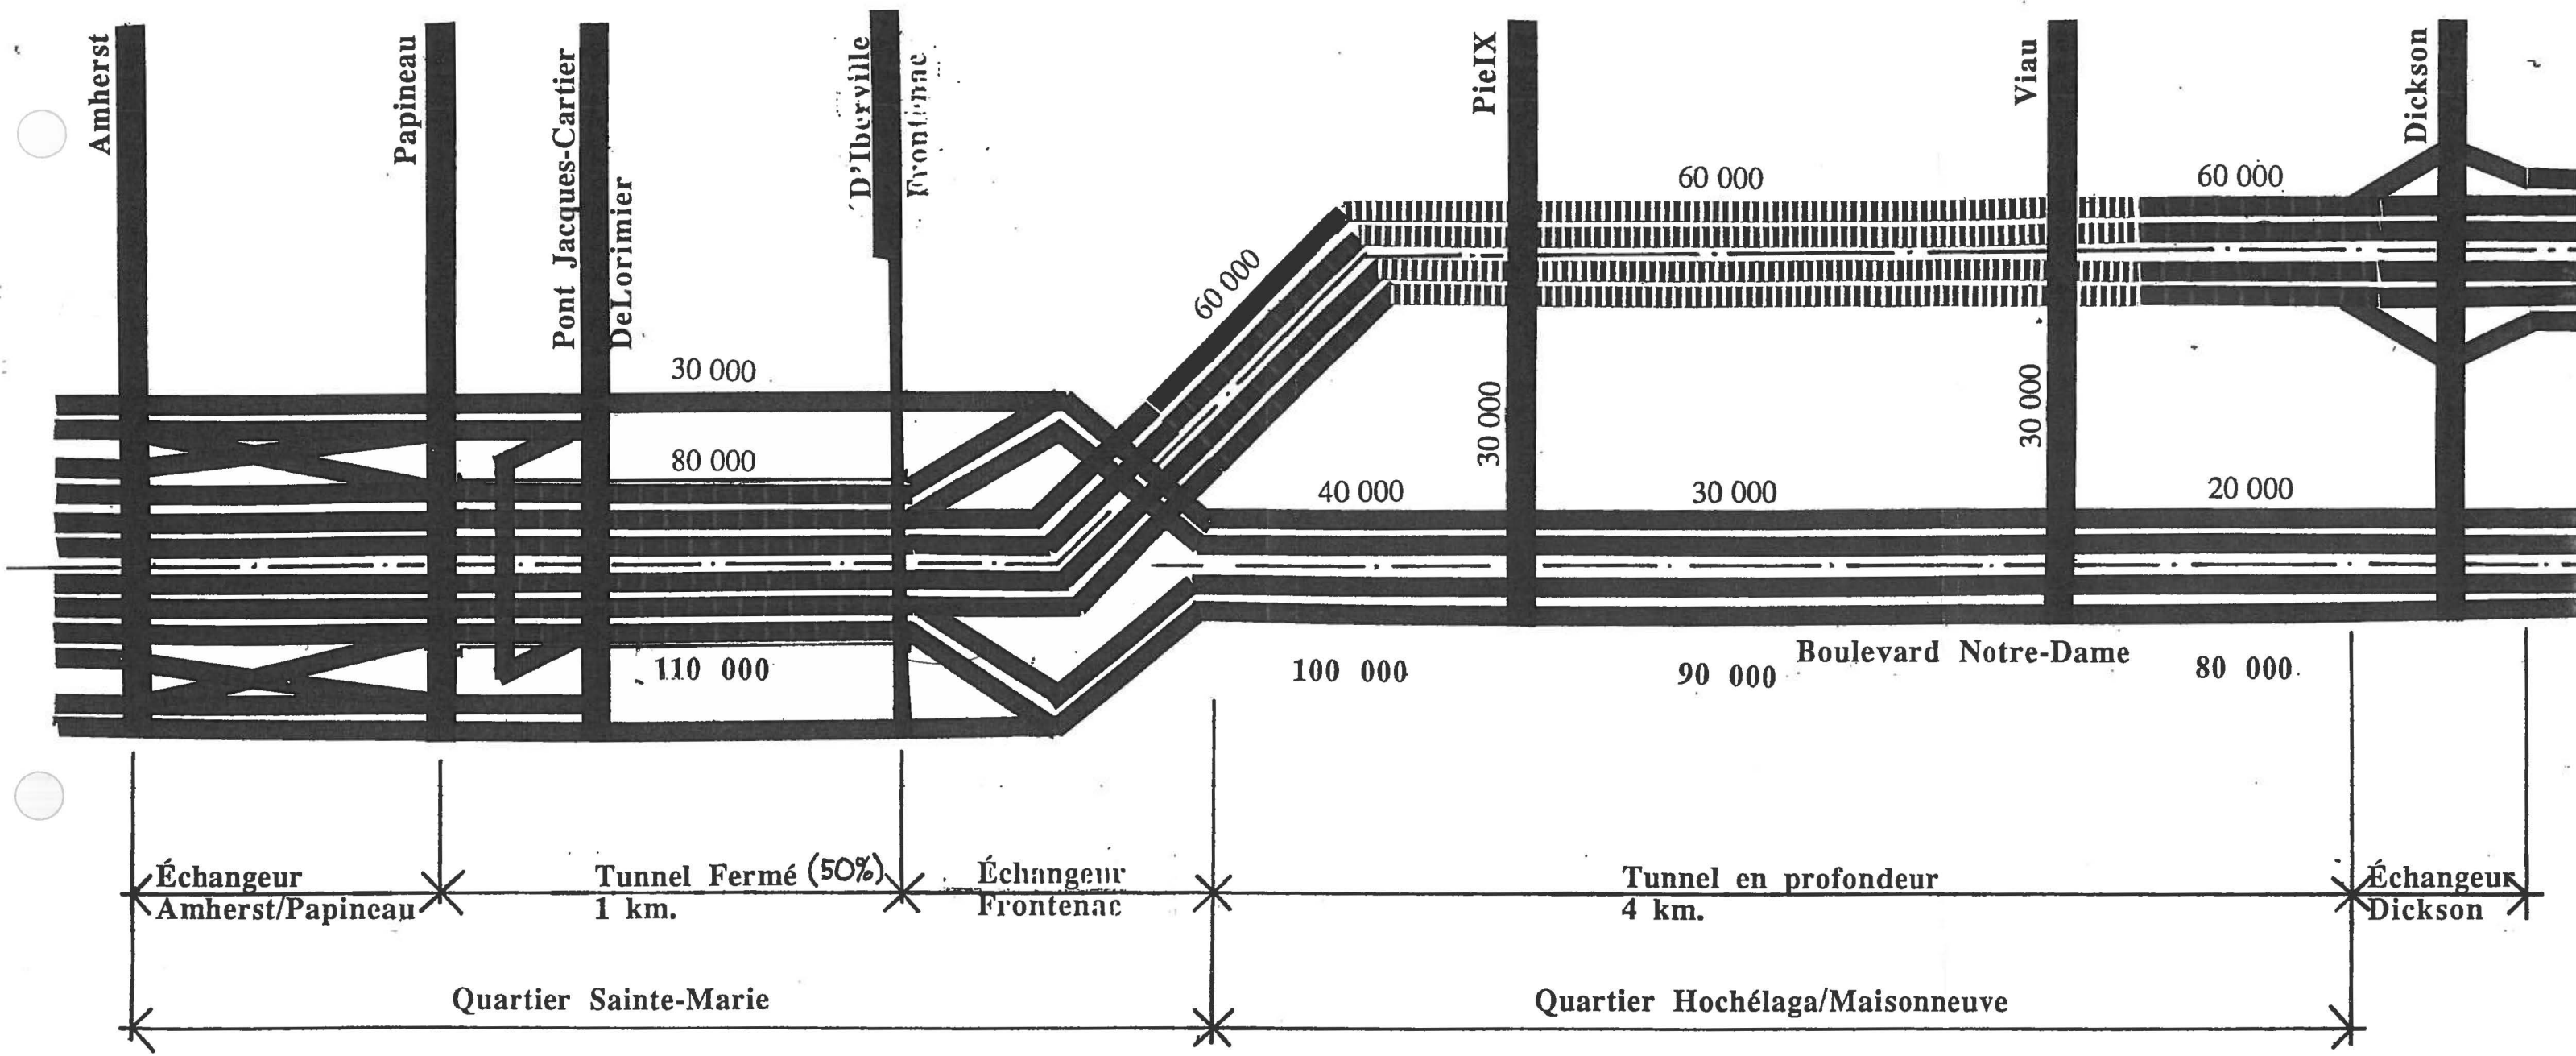 Amherst
Papineau
Pont Jacques-Cartier
DeLorimier
D'Iberville
Frontenac
PieIX
Viau
Dickson
60 000
60 000
60 000
30 000
80 000
30 000
30 000
40 000
30 000
20 000
110 000
100 000
90 000
Boulevard Notre-Dame
80 000
Échangeur
Amherst/Papineau
Tunnel Fermé (50%)
1 km.
Échangeur
Frontenac
Tunnel en profondeur
4 km.
Échangeur
Dickson
Quartier Sainte-Marie
Quartier Hochélaga/Maisonneuve